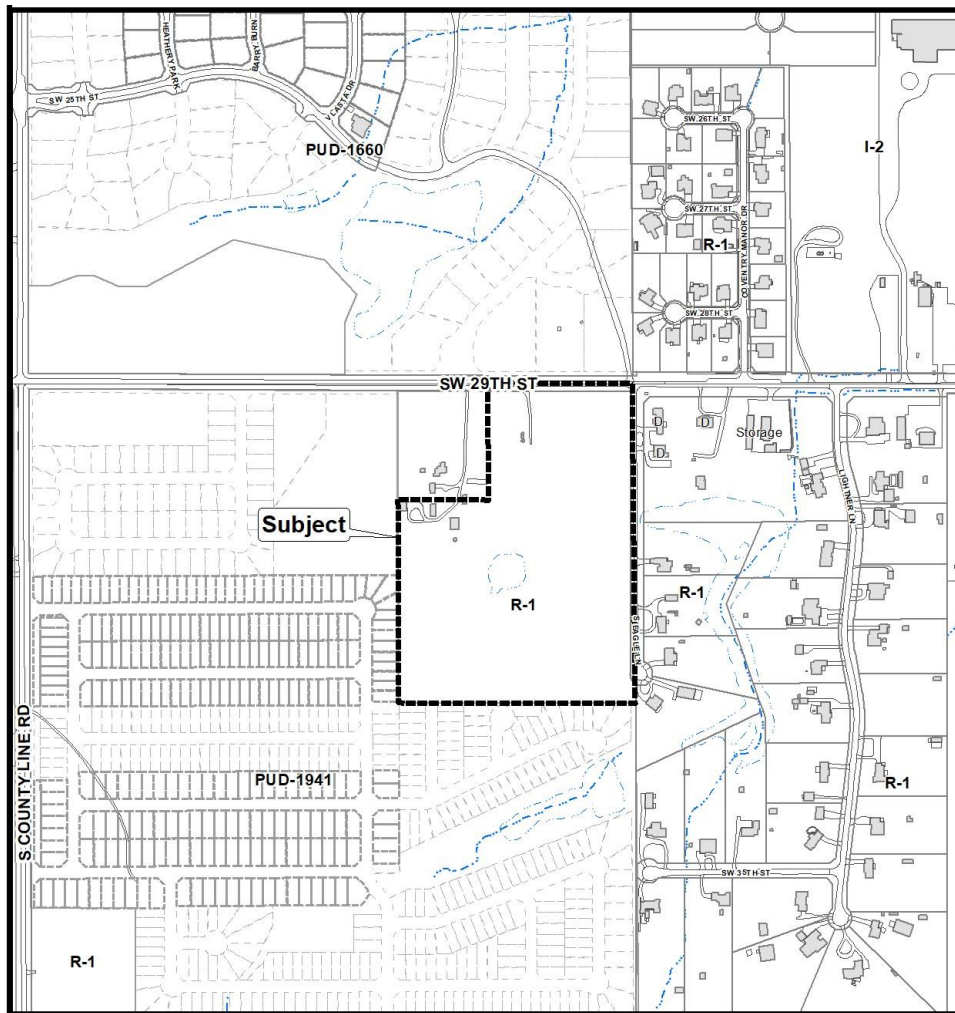 HEATHERY PARK
BARRY BURN
SW 25TH ST
PUD-1660
SW 26TH ST
I-2
SW 27TH ST
R-1
COVENTRY MANOR DR
SW 28TH ST
SW 29TH ST
D
D
D
Storage
LIGHTNER LN
Subject
R-1
R-1
S EAGLE LN
S COUNTY LINE RD
PUD-1941
R-1
SW 35TH ST
R-1